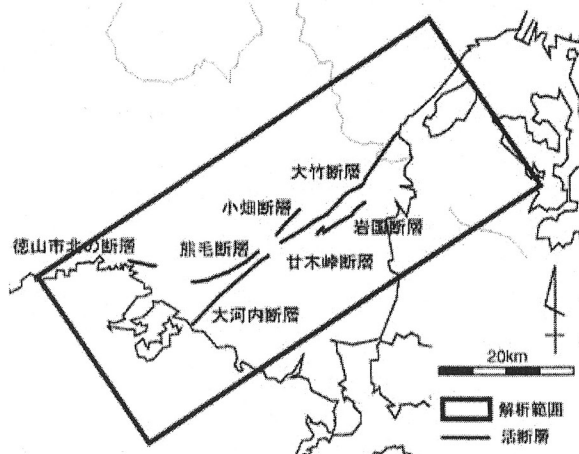 大竹断層
小畑断層
岩国断層
徳山市北の断層
熊毛断層
廿木峠断層
大河内断層
20km
解析範囲
活断層